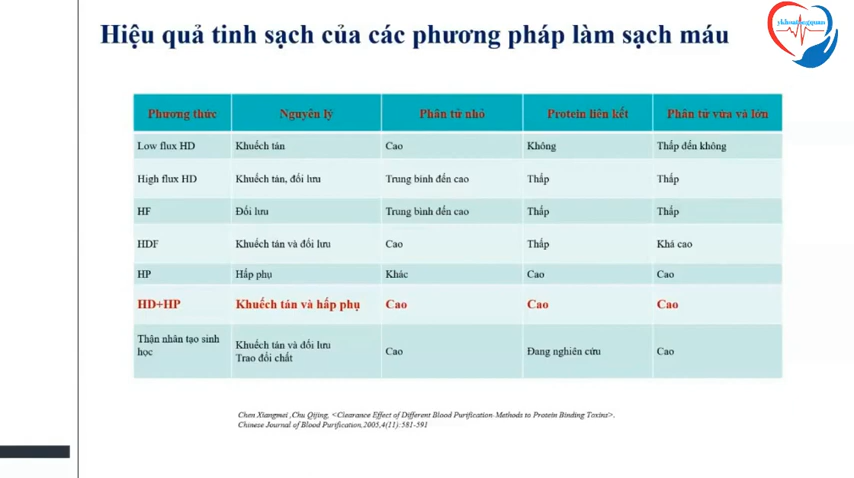 Hiệu quả tinh sạch của các phương pháp làm sạch máu
ykhoatongquan
Phương thức Nguyên lý Phân tử nhỏ Protein liên kết Phân tử vừa và lớn
Low flux HD Khuếch tán Cao Không Thấp đến không
High flux HD Khuếch tán, đối lưu Trung bình đến cao Thấp Thấp
HF Đối lưu Trung bình đến cao Thấp Thấp
HDF Khuếch tán và đối lưu Cao Thấp Khá cao
HP Hấp phụ Khác Cao Cao
HD+HP Khuếch tán và hấp phụ Cao Cao Cao
Thận nhân tạo sinh
học
Khuếch tán và đối lưu
Trao đổi chất
Cao Đang nghiên cứu Cao
Chen Xiangmei ,Chu Qijing, <Clearance Effect of Different Blood Purification Methods to Protein Binding Toxins>.
Chinese Journal of Blood Purification,2005,4(11):581-591